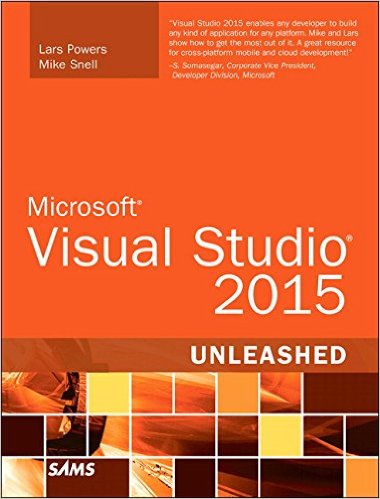 Lars Powers
Mike Snell
"Visual Studio 2015 enables any developer to build
any kind of application for any platform. Mike and Lars
show how to get the most out of it. A great resource
for cross-platform mobile and cloud development!"
–S. Somasegar, Corporate Vice President,
Developer Division, Microsoft
Microsoft®
Visual Studio®
2015
UNLEASHED
SAMS